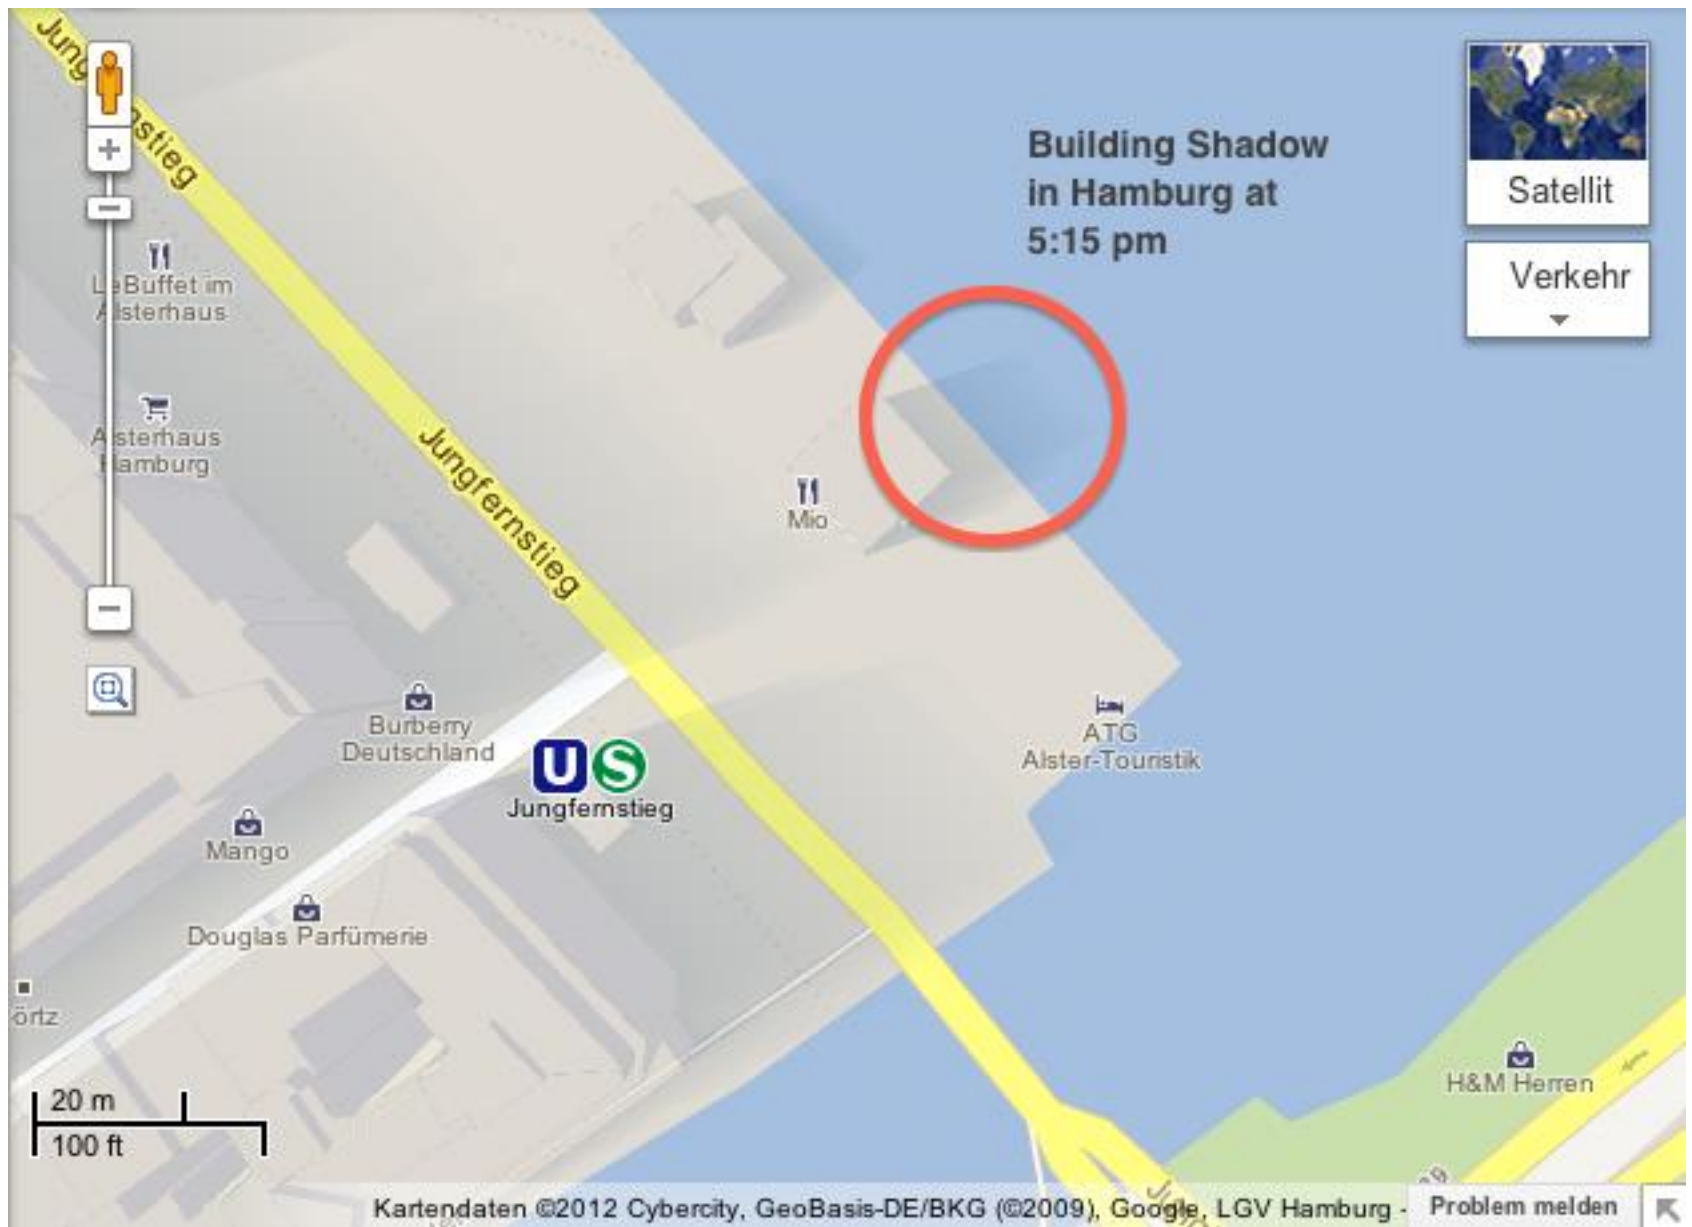 Jung
nstieg
Building Shadow
in Hamburg at
5:15 pm
Satellit
Verkehr
LeBuffet im
Alsterhaus
Alsterhaus
Hamburg
Jungfernstieg
Mio
Burberry
Deutschland
U S
Jungfernstieg
ATG
Alster-Touristik
Mango
Douglas Parfümerie
örtz
H&M Herren
20 m
100 ft
Kartendaten ©2012 Cybercity, GeoBasis-DE/BKG (©2009), Google, LGV Hamburg -
Problem melden